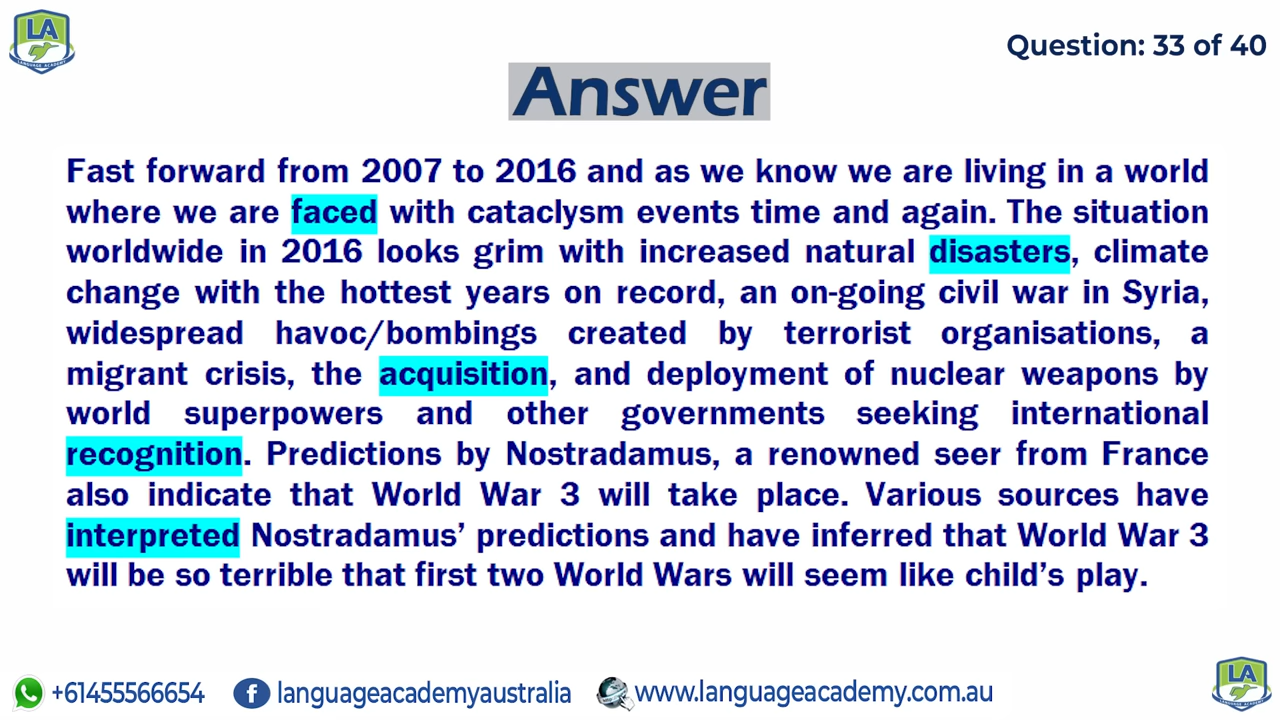 LA
LANGUAGE ACADEMY
Question: 33 of 40
Answer
Fast forward from 2007 to 2016 and as we know we are living in a world
where we are faced with cataclysm events time and again. The situation
worldwide in 2016 looks grim with increased natural disasters, climate
change with the hottest years on record, an on-going civil war in Syria,
widespread havoc/bombings created by terrorist organisations, a
migrant crisis, the acquisition, and deployment of nuclear weapons by
world superpowers and other governments seeking international
recognition. Predictions by Nostradamus, a renowned seer from France
also indicate that World War 3 will take place. Various sources have
interpreted Nostradamus’ predictions and have inferred that World War 3
will be so terrible that first two World Wars will seem like child’s play.
+61455566654
languageacademyaustralia
www.languageacademy.com.au
LA
LANGUAGE ACADEMY